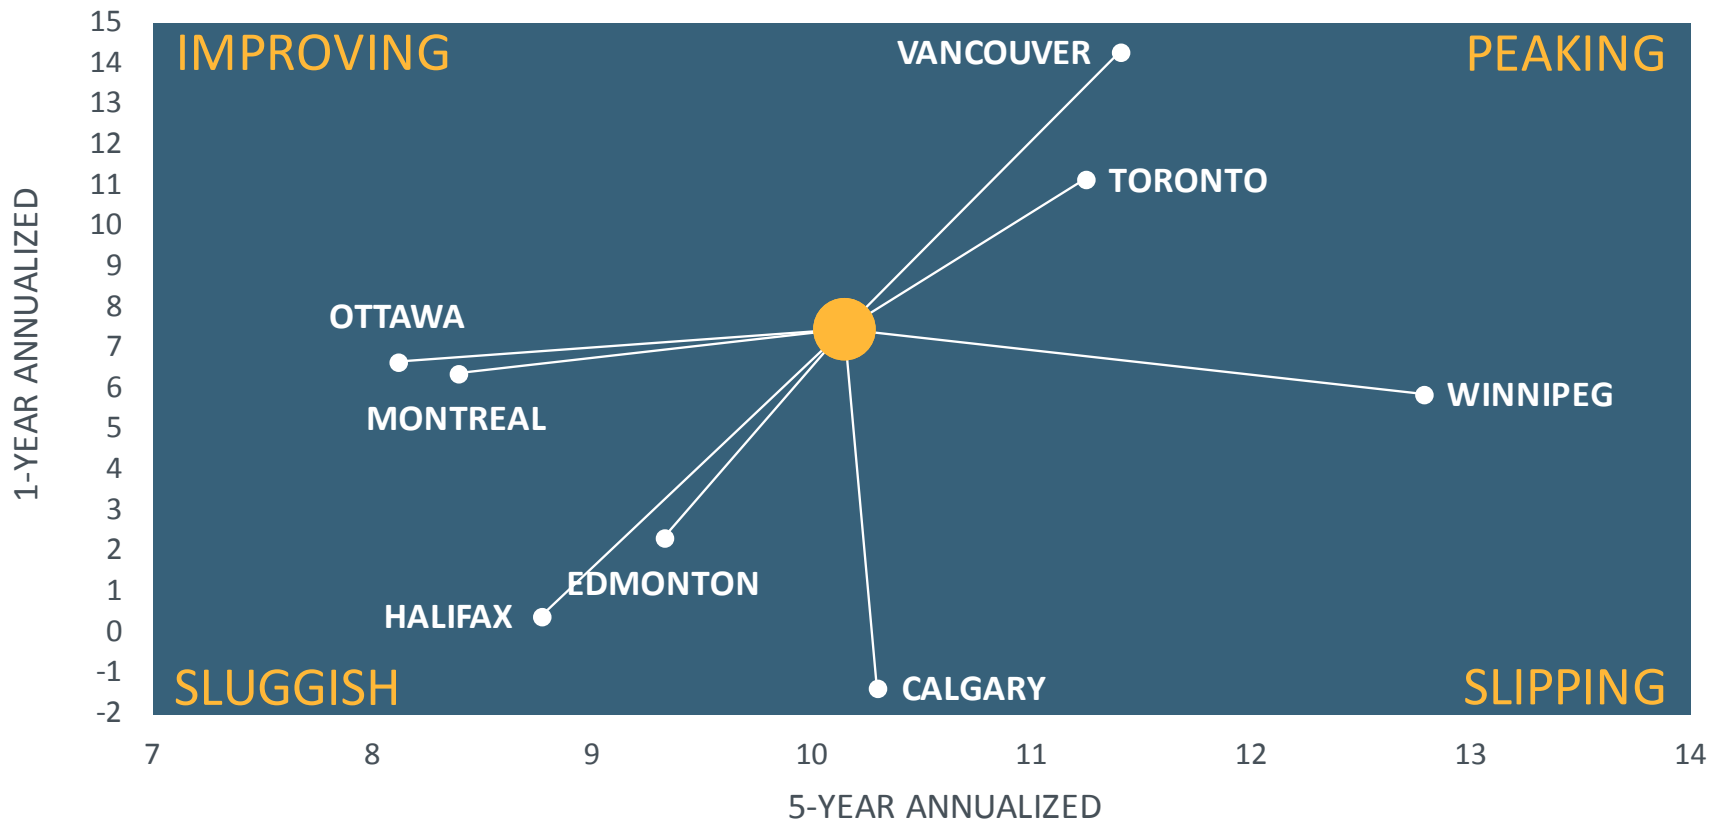 15
14
13
12
11
10
9
8
7
6
5
4
3
2
1
0
-1
-2
1-YEAR ANNUALIZED
IMPROVING
PEAKING
VANCOUVER
TORONTO
OTTAWA
MONTREAL
WINNIPEG
EDMONTON
HALIFAX
CALGARY
SLUGGISH
SLIPPING
7 8 9 10 11 12 13 14
5-YEAR ANNUALIZED